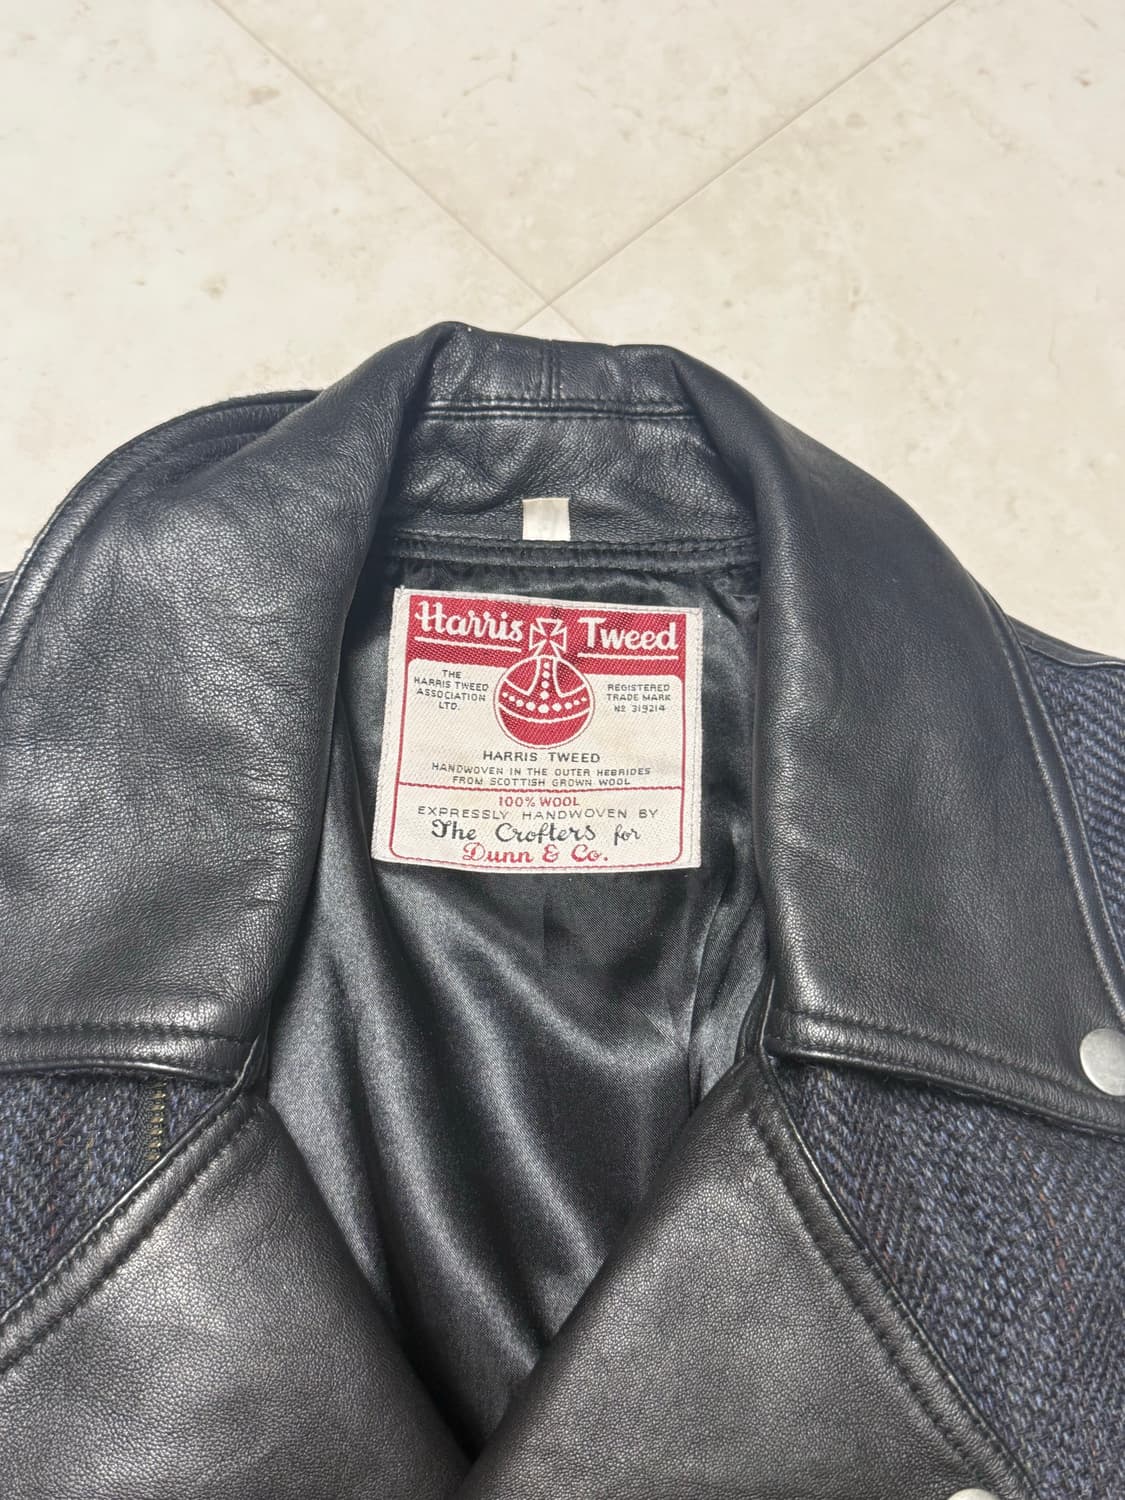 Harris Tweed
THE
HARRIS TWEED
ASSOCIATION
LTD.
REGISTERED
TRADE MARK
Nº 319214
HARRIS TWEED
HANDWOVEN IN THE OUTER HEBRIDES
FROM SCOTTISH GROWN WOOL
100% WOOL
EXPRESSLY HANDWOVEN BY
The Crofters for
Dunn & Co.